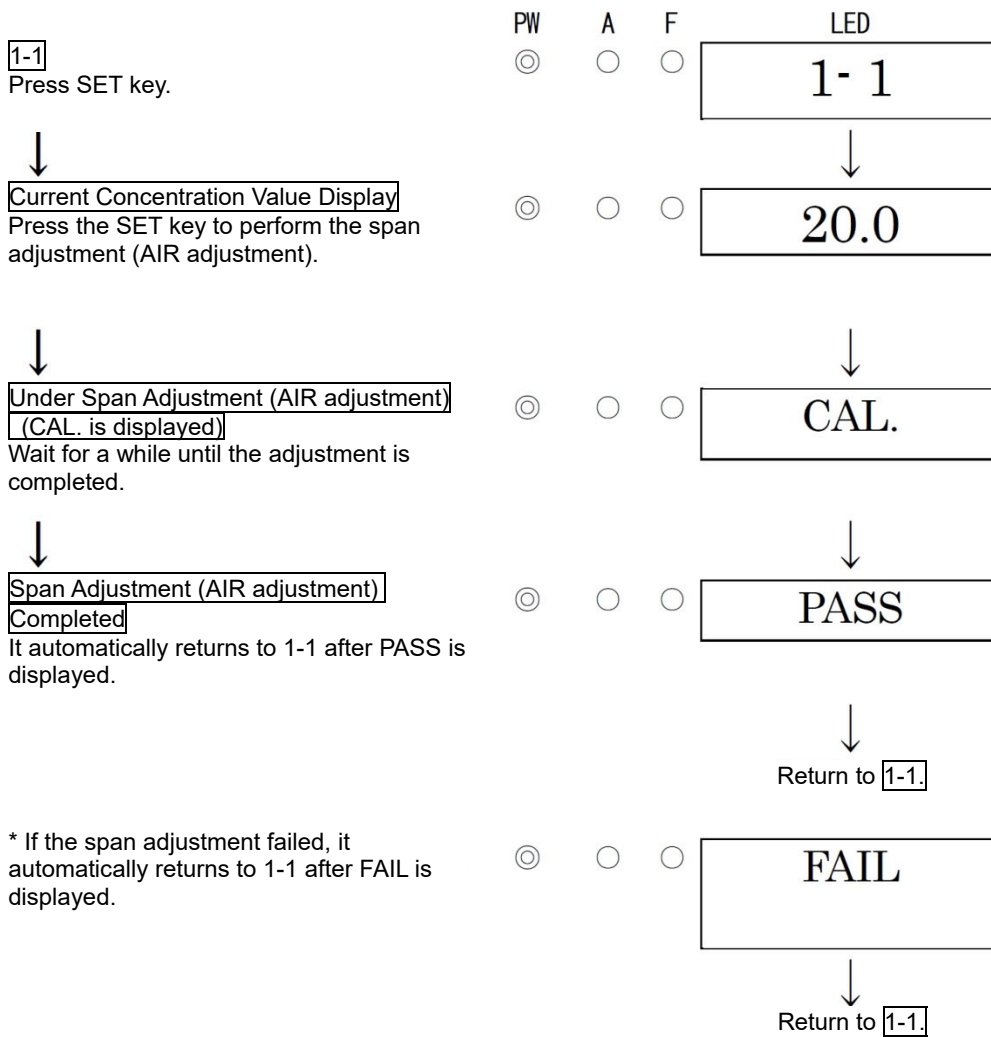 PW A F LED
1-1
Press SET key.
1- 1
Current Concentration Value Display
Press the SET key to perform the span
adjustment (AIR adjustment).
20.0
Under Span Adjustment (AIR adjustment)
(CAL. is displayed)
Wait for a while until the adjustment is
completed.
CAL.
Span Adjustment (AIR adjustment)
Completed
It automatically returns to 1-1 after PASS is
displayed.
PASS
Return to 1-1.
* If the span adjustment failed, it
automatically returns to 1-1 after FAIL is
displayed.
FAIL
Return to 1-1.